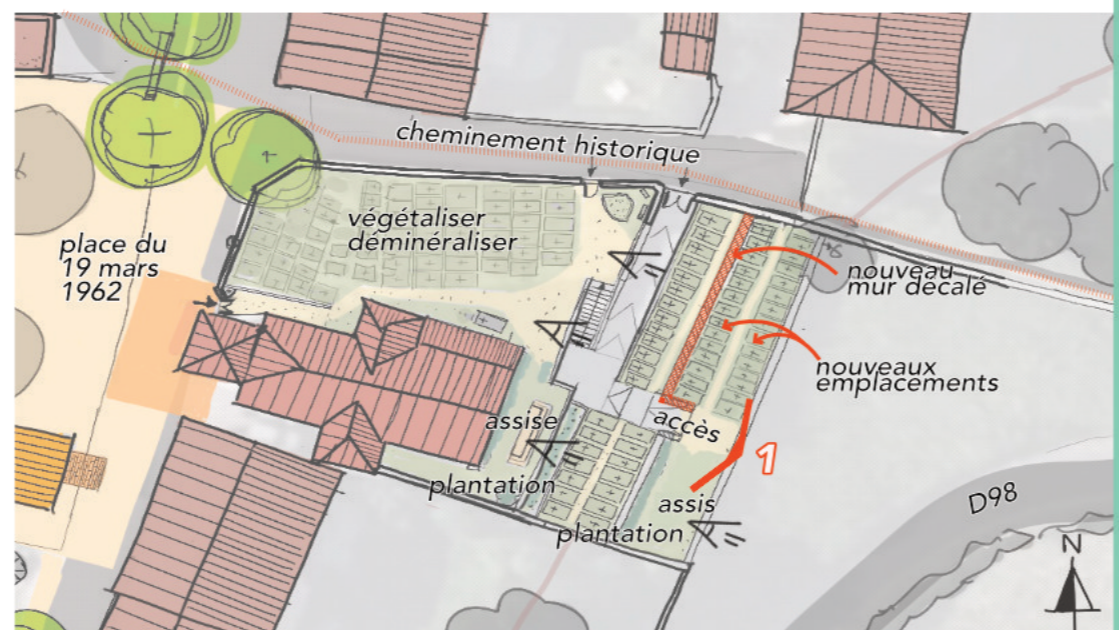 cheminement historique
végétaliser
déminéraliser
place du
19 mars
1962
nouveau
mur décalé
nouveaux
emplacements
accès
assise
1
plantation
assis
plantation
D98
N